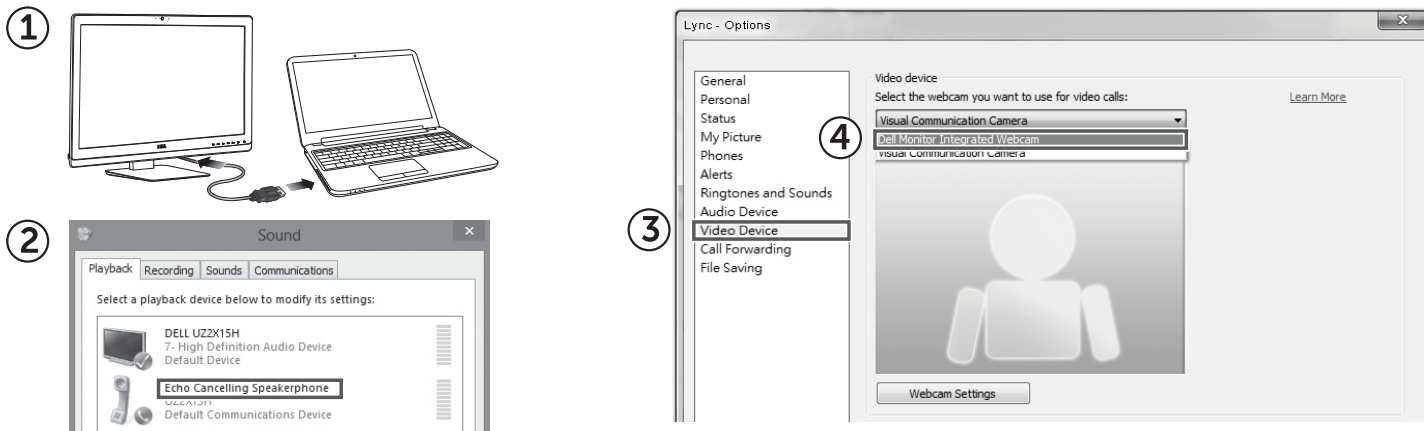 1
DELL
2
Sound
Playback Recording Sounds Communications
Select a playback device below to modify its settings:
DELL UZ2X15H
7- High Definition Audio Device
Default Device
Echo Cancelling Speakerphone
UZ2X15H
Default Communications Device
Lync - Options
x
General
Personal
Status
My Picture
Phones
Alerts
Ringtones and Sounds
Audio Device
3
Video Device
Call Forwarding
File Saving
Video device
Select the webcam you want to use for video calls:
Learn More
Visual Communication Camera
4
Dell Monitor Integrated Webcam
Visual Communication Camera
Webcam Settings